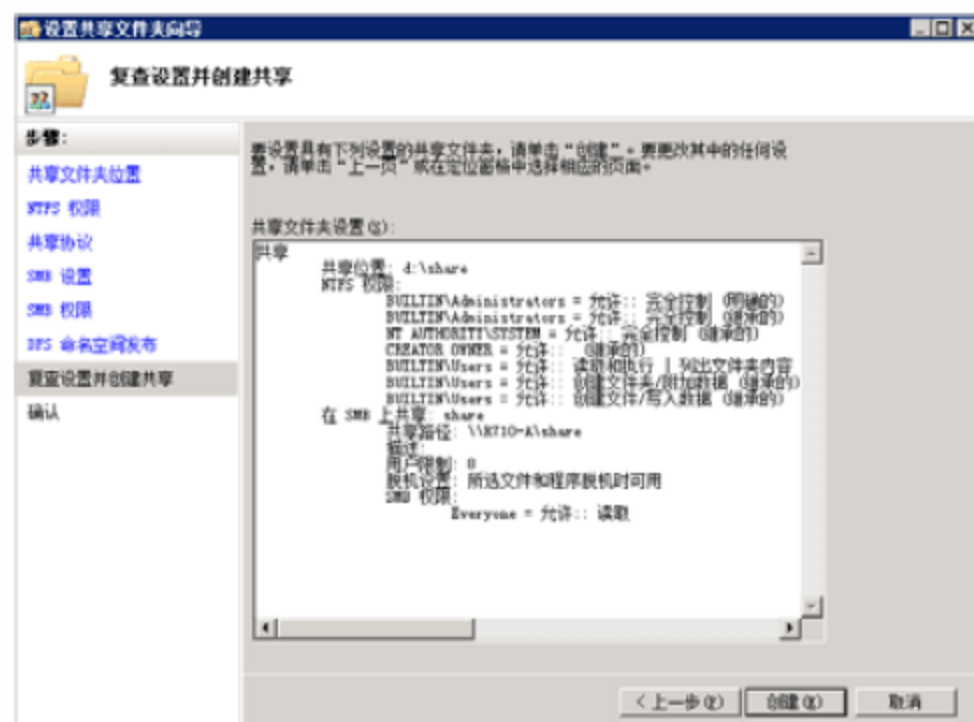 设置共享文件夹向导
复查设置并创建共享
步骤:
共享文件夹位置
NTFS 权限
共享协议
SMB 设置
SMB 权限
DFS 命名空间发布
复查设置并创建共享
确认
要设置具有下列设置的共享文件夹，请单击“创建”。要更改其中的任何设
置，请单击“上一页”或在定位窗格中选择相应的页面。
共享文件夹设置(S):
共享
共享位置: d:\share
NTFS 权限:
BUILTIN\Administrators = 允许:: 完全控制 (明确的)
BUILTIN\Administrators = 允许:: 完全控制 (继承的)
NT AUTHORITY\SYSTEM = 允许:: 完全控制 (继承的)
CREATOR OWNER = 允许:: (继承的)
BUILTIN\Users = 允许:: 读取和执行 | 列出文件夹内容
BUILTIN\Users = 允许:: 创建文件夹/附加数据 (继承的)
BUILTIN\Users = 允许:: 创建文件/写入数据 (继承的)
在 SMB 上共享: share
共享路径: \\R710-A\share
描述:
用户限制: 0
脱机设置: 所选文件和程序脱机时可用
SMB 权限:
Everyone = 允许:: 读取
< 上一步(P) 创建(C) 取消